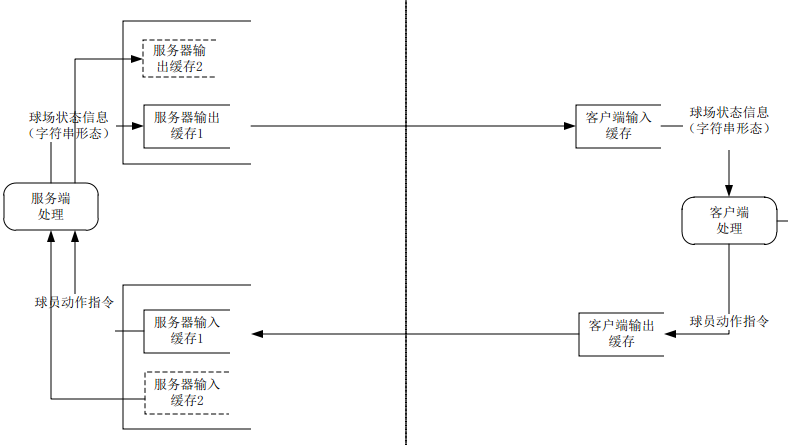 服务器输
出缓存2
球场状态信息
（字符串形态）
服务器输出
缓存1
客户端输入
缓存
球场状态信息
（字符串形态）
服务端
处理
客户端
处理
球员动作指令
服务器输入
缓存1
客户端输出
缓存
球员动作指令
服务器输入
缓存2